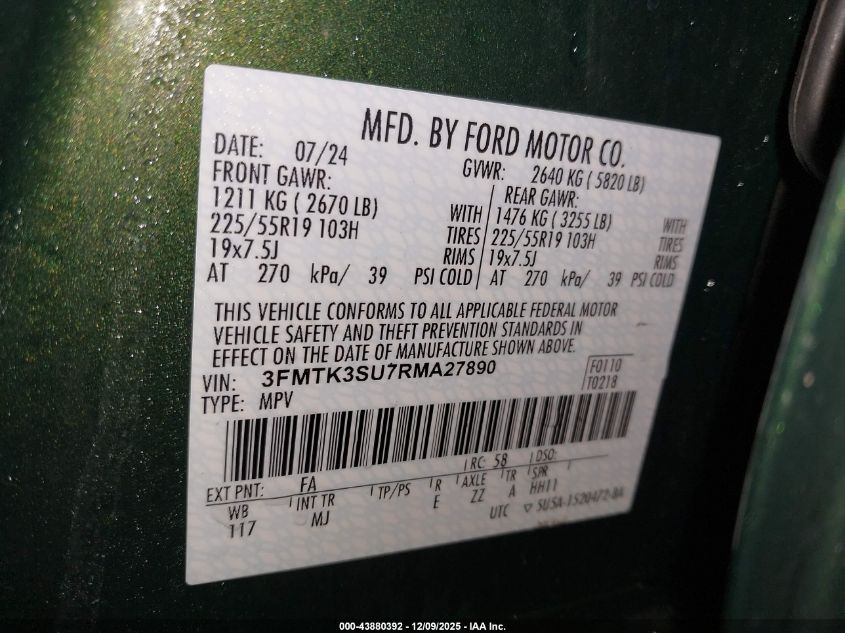 MFD. BY FORD MOTOR CO.
DATE: 07/24 GVWR: 2640 KG ( 5820 LB)
FRONT GAWR: REAR GAWR:
1211 KG ( 2670 LB) WITH 1476 KG ( 3255 LB) WITH
225/55R19 103H TIRES 225/55R19 103H TIRES
19x7.5J RIMS 19x7.5J RIMS
AT 270 kPa/ 39 PSI COLD AT 270 kPa/ 39 PSI COLD
THIS VEHICLE CONFORMS TO ALL APPLICABLE FEDERAL MOTOR
VEHICLE SAFETY AND THEFT PREVENTION STANDARDS IN
EFFECT ON THE DATE OF MANUFACTURE SHOWN ABOVE.
VIN: 3FMTK3SU7RMA27890 F0110
TYPE: MPV T0218
EXT PNT: FA RC: 58 DSO:
WB INT TR TP/PS R AXLE TR SPR
117 MJ E ZZ A HH11
UTC ▽ SU5A-1520472-BA
000-43880392 - 12/09/2025 - IAA Inc.